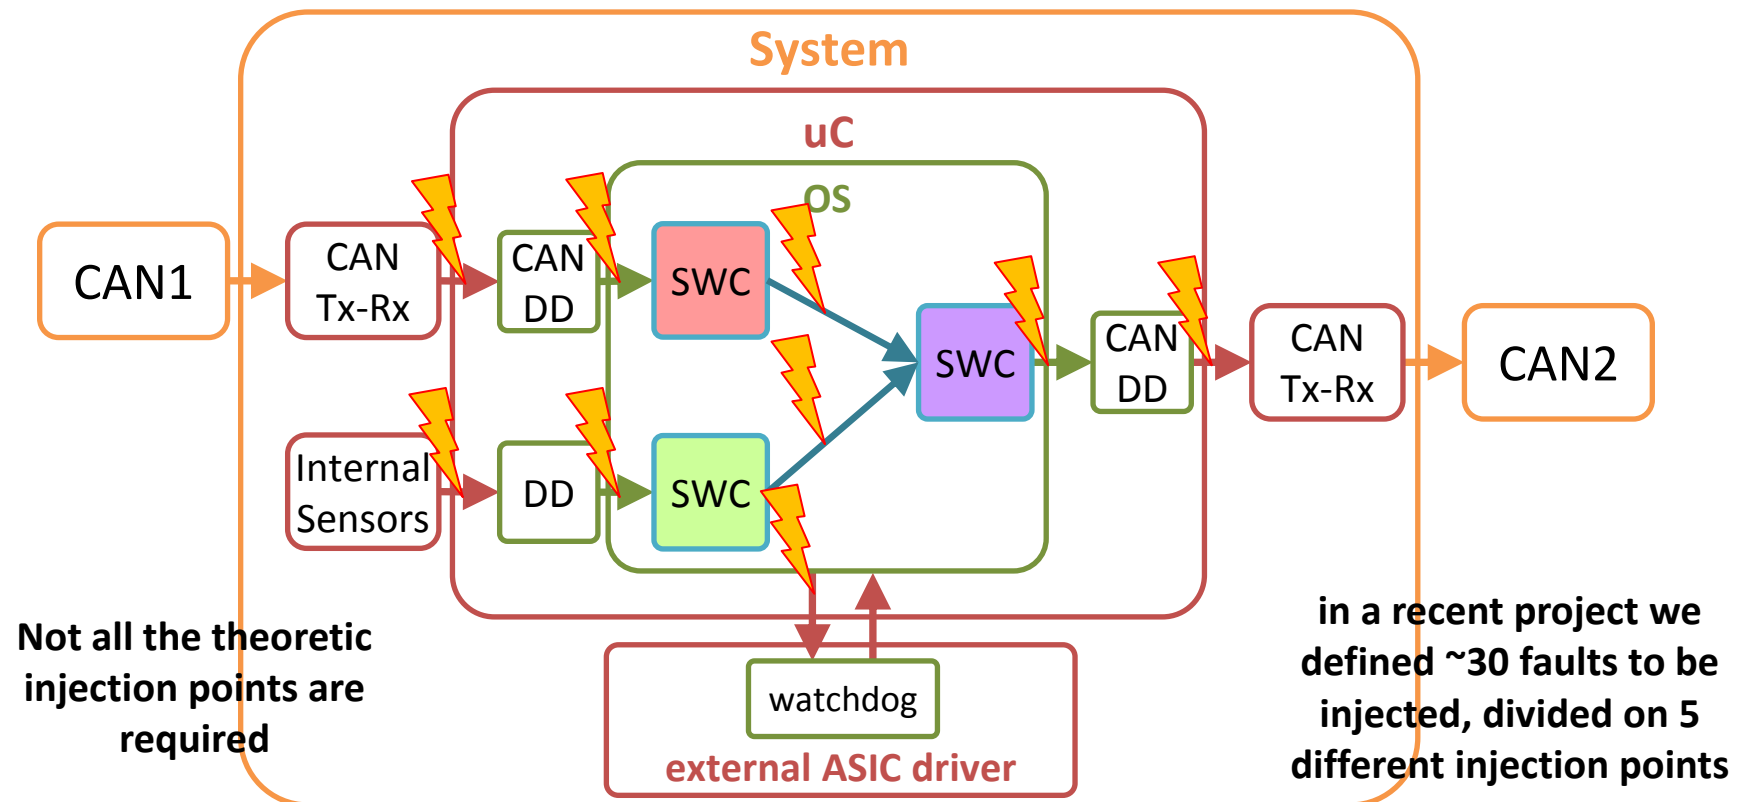 System
uC
OS
CAN1
CAN
Tx-Rx
CAN
DD
SWC
SWC
CAN
DD
CAN
Tx-Rx
CAN2
Internal
Sensors
DD
SWC
Not all the theoretic
injection points are
required
watchdog
external ASIC driver
in a recent project we
defined ~30 faults to be
injected, divided on 5
different injection points